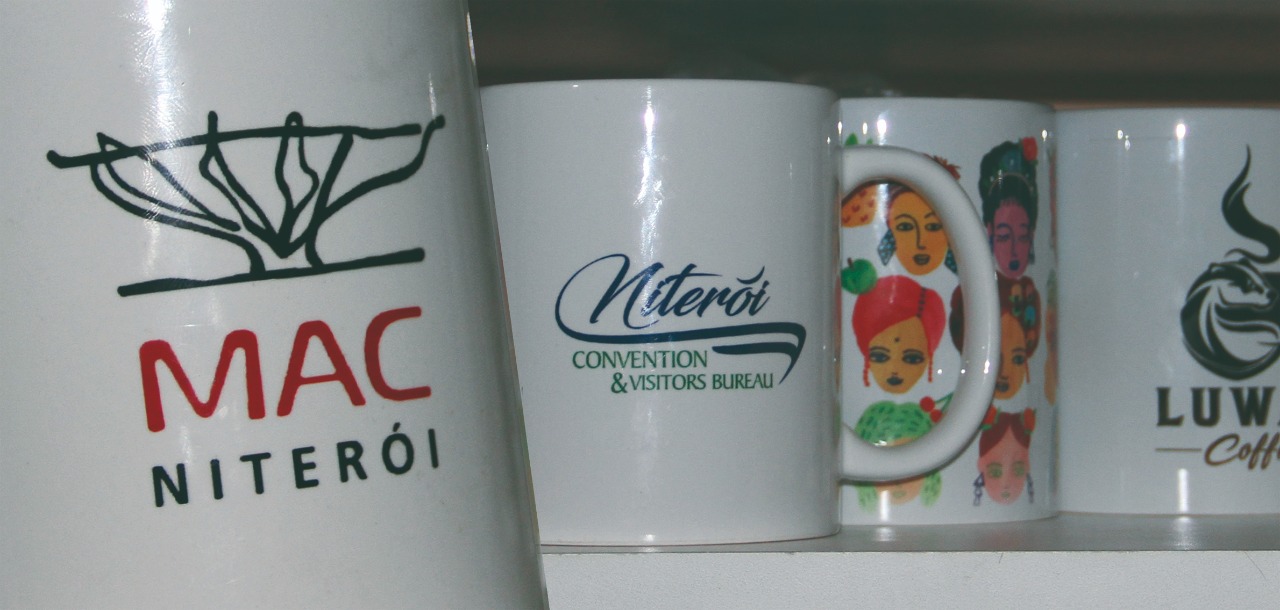 MAC
NITERÓI
Niterói
CONVENTION
& VISITORS BUREAU